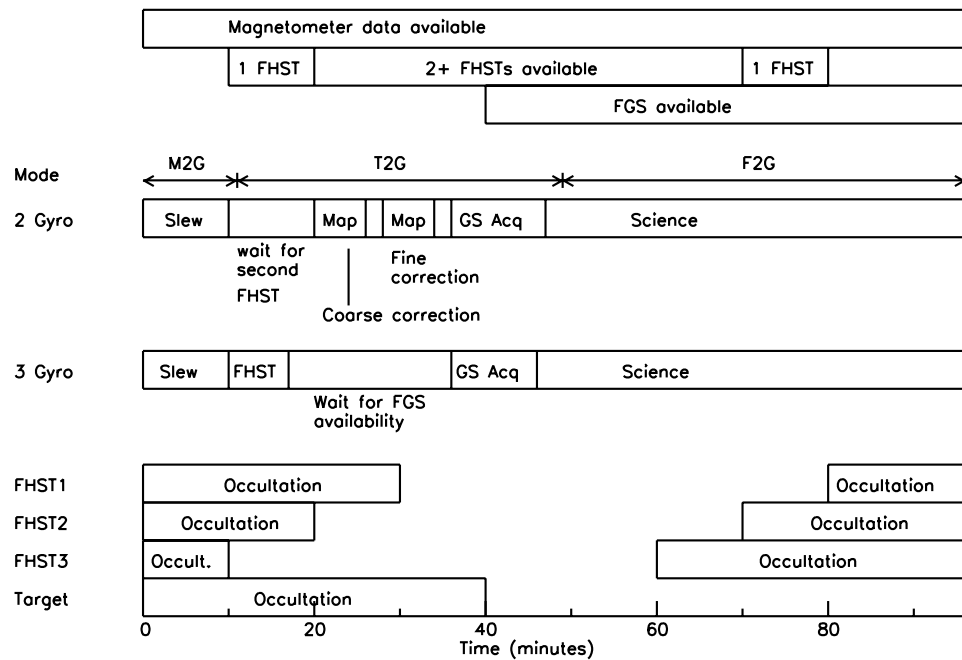 Magnetometer data available
1 FHST 2+ FHSTs available 1 FHST
FGS available
Mode M2G T2G F2G
2 Gyro Slew Map Map GS Acq Science
wait for
second
FHST
Fine
correction
Coarse correction
3 Gyro Slew FHST GS Acq Science
Wait for FGS
availability
FHST1 Occultation Occultation
FHST2 Occultation Occultation
FHST3 Occult. Occultation
Target Occultation
0 20 40 60 80
Time (minutes)